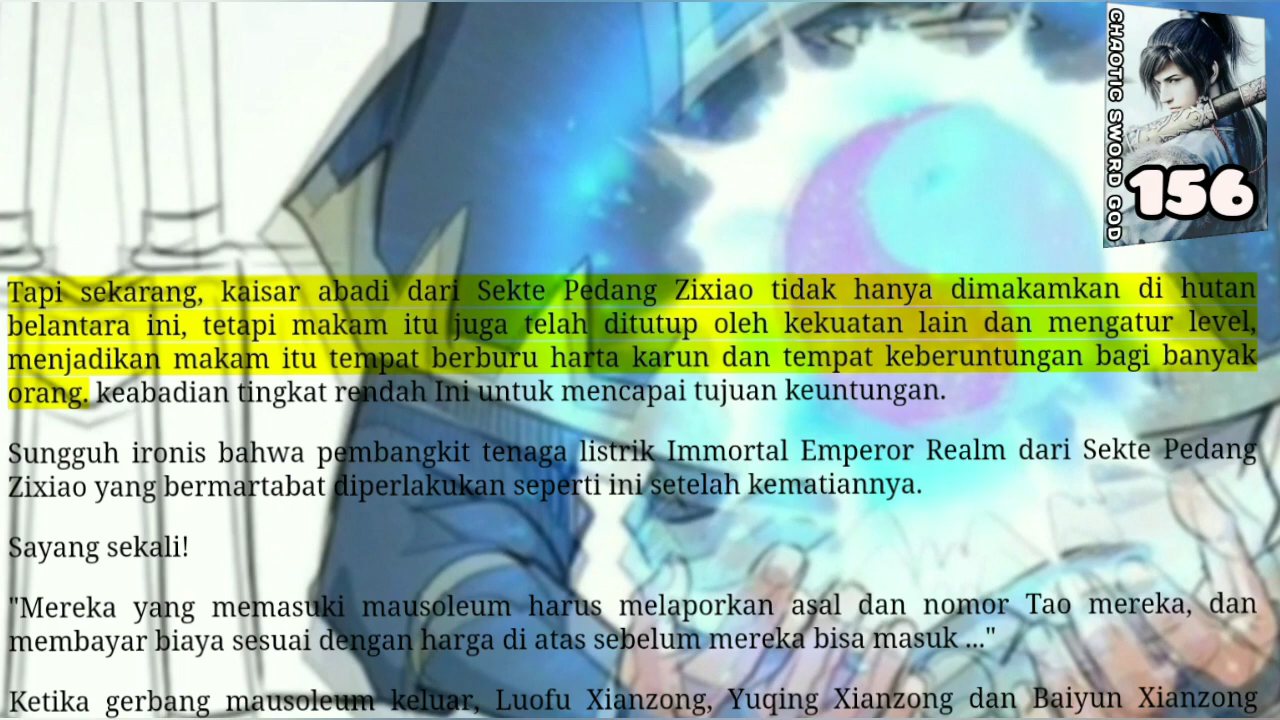 CHAOTIC SWORD GOD
156
Tapi sekarang, kaisar abadi dari Sekte Pedang Zixiao tidak hanya dimakamkan di hutan
belantara ini, tetapi makam itu juga telah ditutup oleh kekuatan lain dan mengatur level,
menjadikan makam itu tempat berburu harta karun dan tempat keberuntungan bagi banyak
orang. keabadian tingkat rendah Ini untuk mencapai tujuan keuntungan.
Sungguh ironis bahwa pembangkit tenaga listrik Immortal Emperor Realm dari Sekte Pedang
Zixiao yang bermartabat diperlakukan seperti ini setelah kematiannya.
Sayang sekali!
"Mereka yang memasuki mausoleum harus melaporkan asal dan nomor Tao mereka, dan
membayar biaya sesuai dengan harga di atas sebelum mereka bisa masuk ..."
Ketika gerbang mausoleum keluar, Luofu Xianzong, Yuqing Xianzong dan Baiyun Xianzong